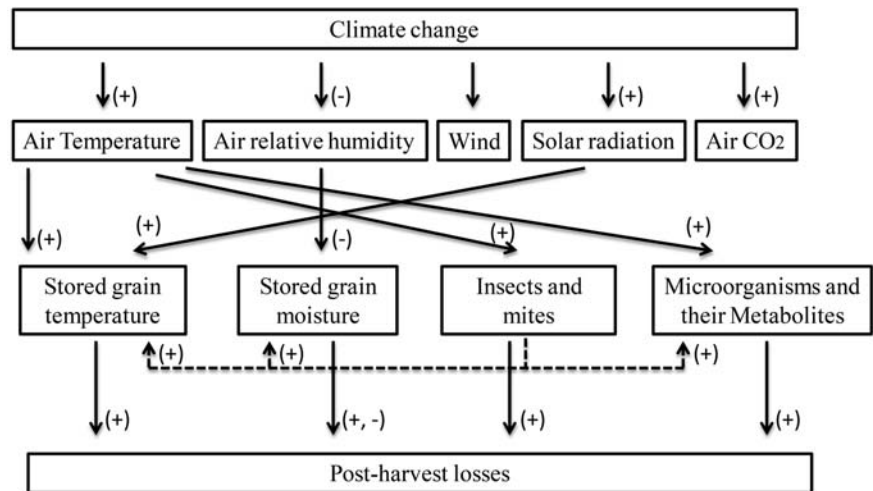 Climate change
(+) (-) (+) (+)
Air Temperature Air relative humidity Wind Solar radiation Air CO2
(+) (+) (+)
(+) (-)
Stored grain temperature
Stored grain moisture
Insects and mites
Microorganisms and their Metabolites
(+) (+) (+)
(+) (+, -) (+) (+)
Post-harvest losses